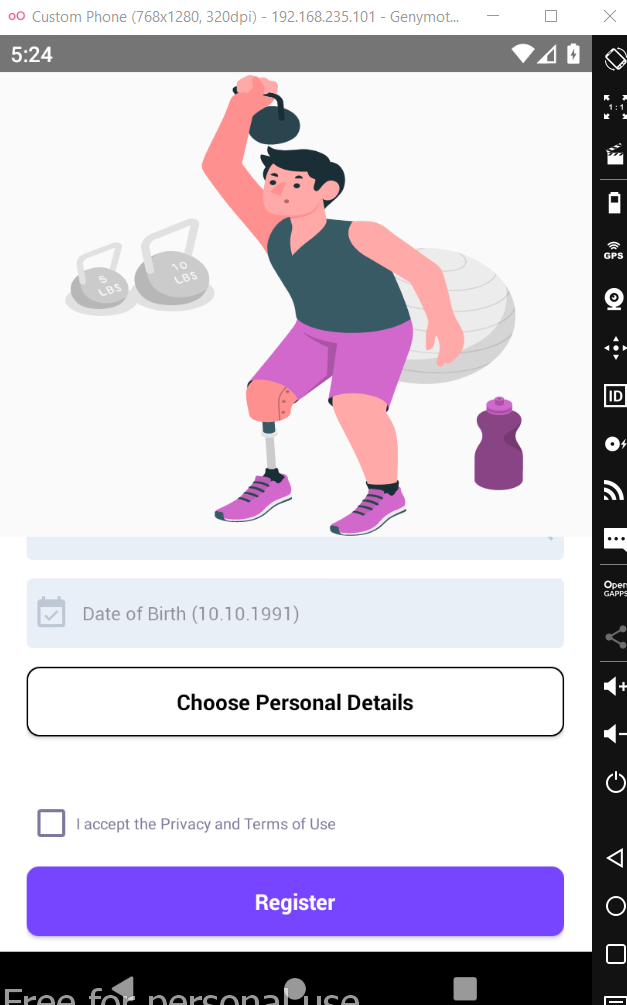 Custom Phone (768x1280, 320dpi) - 192.168.235.101 - Genymot...
5:24
1:1
GPS
5
LBS
10
LBS
ID
Open
GAPPS
Date of Birth (10.10.1991)
Choose Personal Details
I accept the Privacy and Terms of Use
Register
Free for personal use